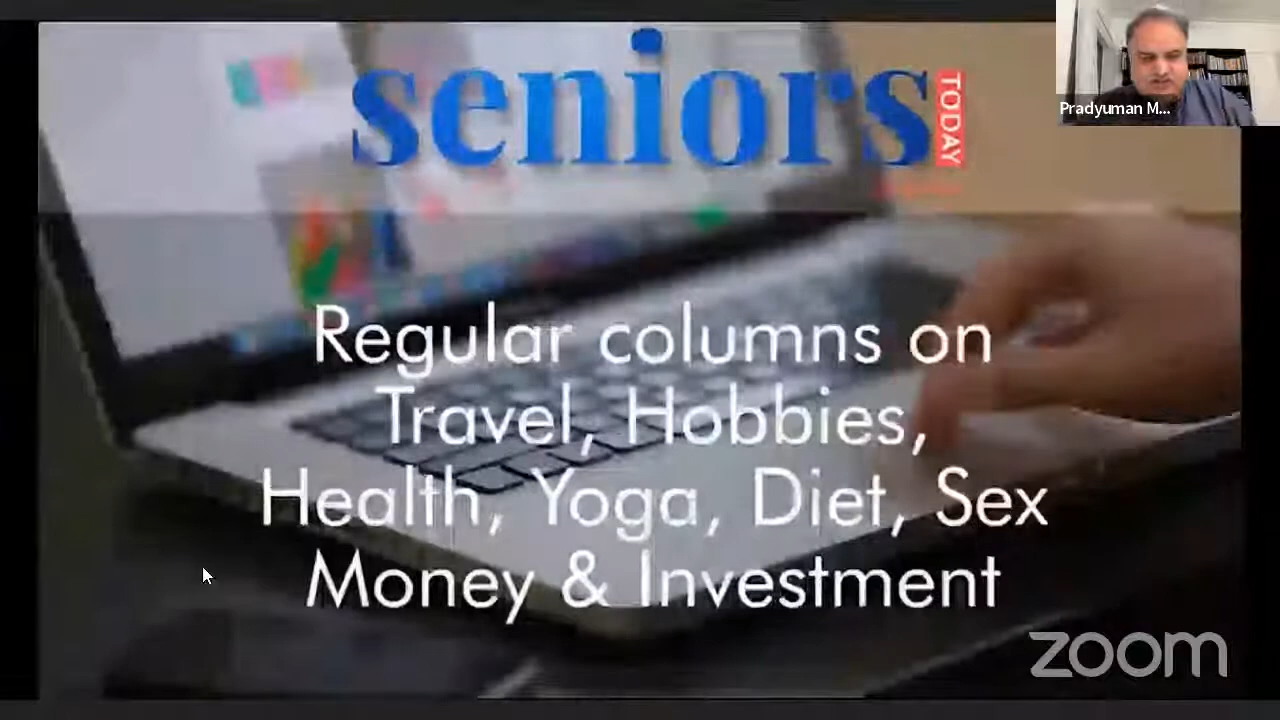 seniors
TODAY
Pradyuman M...
Regular columns on
Travel, Hobbies,
Health, Yoga, Diet, Sex
Money & Investment
zoom